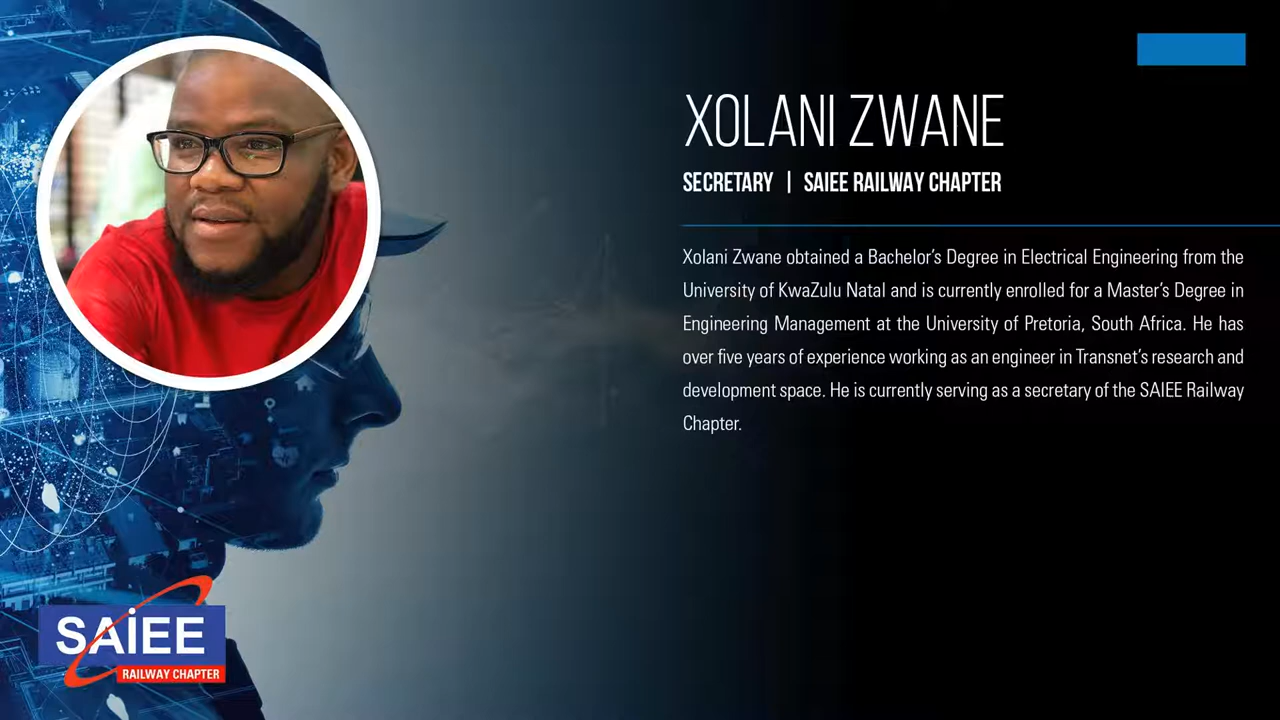 XOLANI ZWANE
SECRETARY | SAIEE RAILWAY CHAPTER
Xolani Zwane obtained a Bachelor’s Degree in Electrical Engineering from the
University of KwaZulu Natal and is currently enrolled for a Master’s Degree in
Engineering Management at the University of Pretoria, South Africa. He has
over five years of experience working as an engineer in Transnet’s research and
development space. He is currently serving as a secretary of the SAIEE Railway
Chapter.
SAiEE
RAILWAY CHAPTER